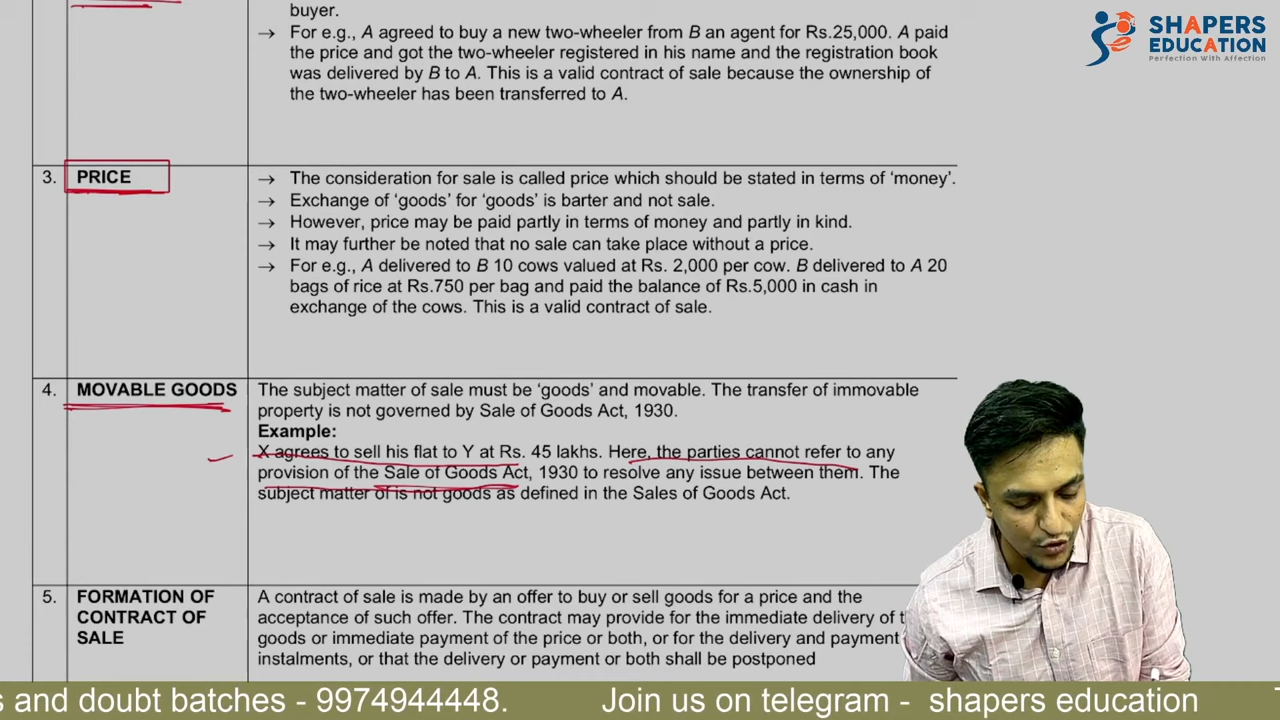 SHAPERS
EDUCATION
Perfection With Affection
buyer.
→ For e.g., A agreed to buy a new two-wheeler from B an agent for Rs.25,000. A paid
the price and got the two-wheeler registered in his name and the registration book
was delivered by B to A. This is a valid contract of sale because the ownership of
the two-wheeler has been transferred to A.
3. PRICE
→ The consideration for sale is called price which should be stated in terms of ‘money’.
→ Exchange of ‘goods’ for ‘goods’ is barter and not sale.
→ However, price may be paid partly in terms of money and partly in kind.
→ It may further be noted that no sale can take place without a price.
→ For e.g., A delivered to B 10 cows valued at Rs. 2,000 per cow. B delivered to A 20
bags of rice at Rs.750 per bag and paid the balance of Rs.5,000 in cash in
exchange of the cows. This is a valid contract of sale.
4. MOVABLE GOODS
The subject matter of sale must be ‘goods’ and movable. The transfer of immovable
property is not governed by Sale of Goods Act, 1930.
Example:
X agrees to sell his flat to Y at Rs. 45 lakhs. Here, the parties cannot refer to any
provision of the Sale of Goods Act, 1930 to resolve any issue between them. The
subject matter of is not goods as defined in the Sales of Goods Act.
5. FORMATION OF
CONTRACT OF
SALE
A contract of sale is made by an offer to buy or sell goods for a price and the
acceptance of such offer. The contract may provide for the immediate delivery of
goods or immediate payment of the price or both, or for the delivery and payment
instalments, or that the delivery or payment or both shall be postponed
s and doubt batches - 9974944448. Join us on telegram - shapers education